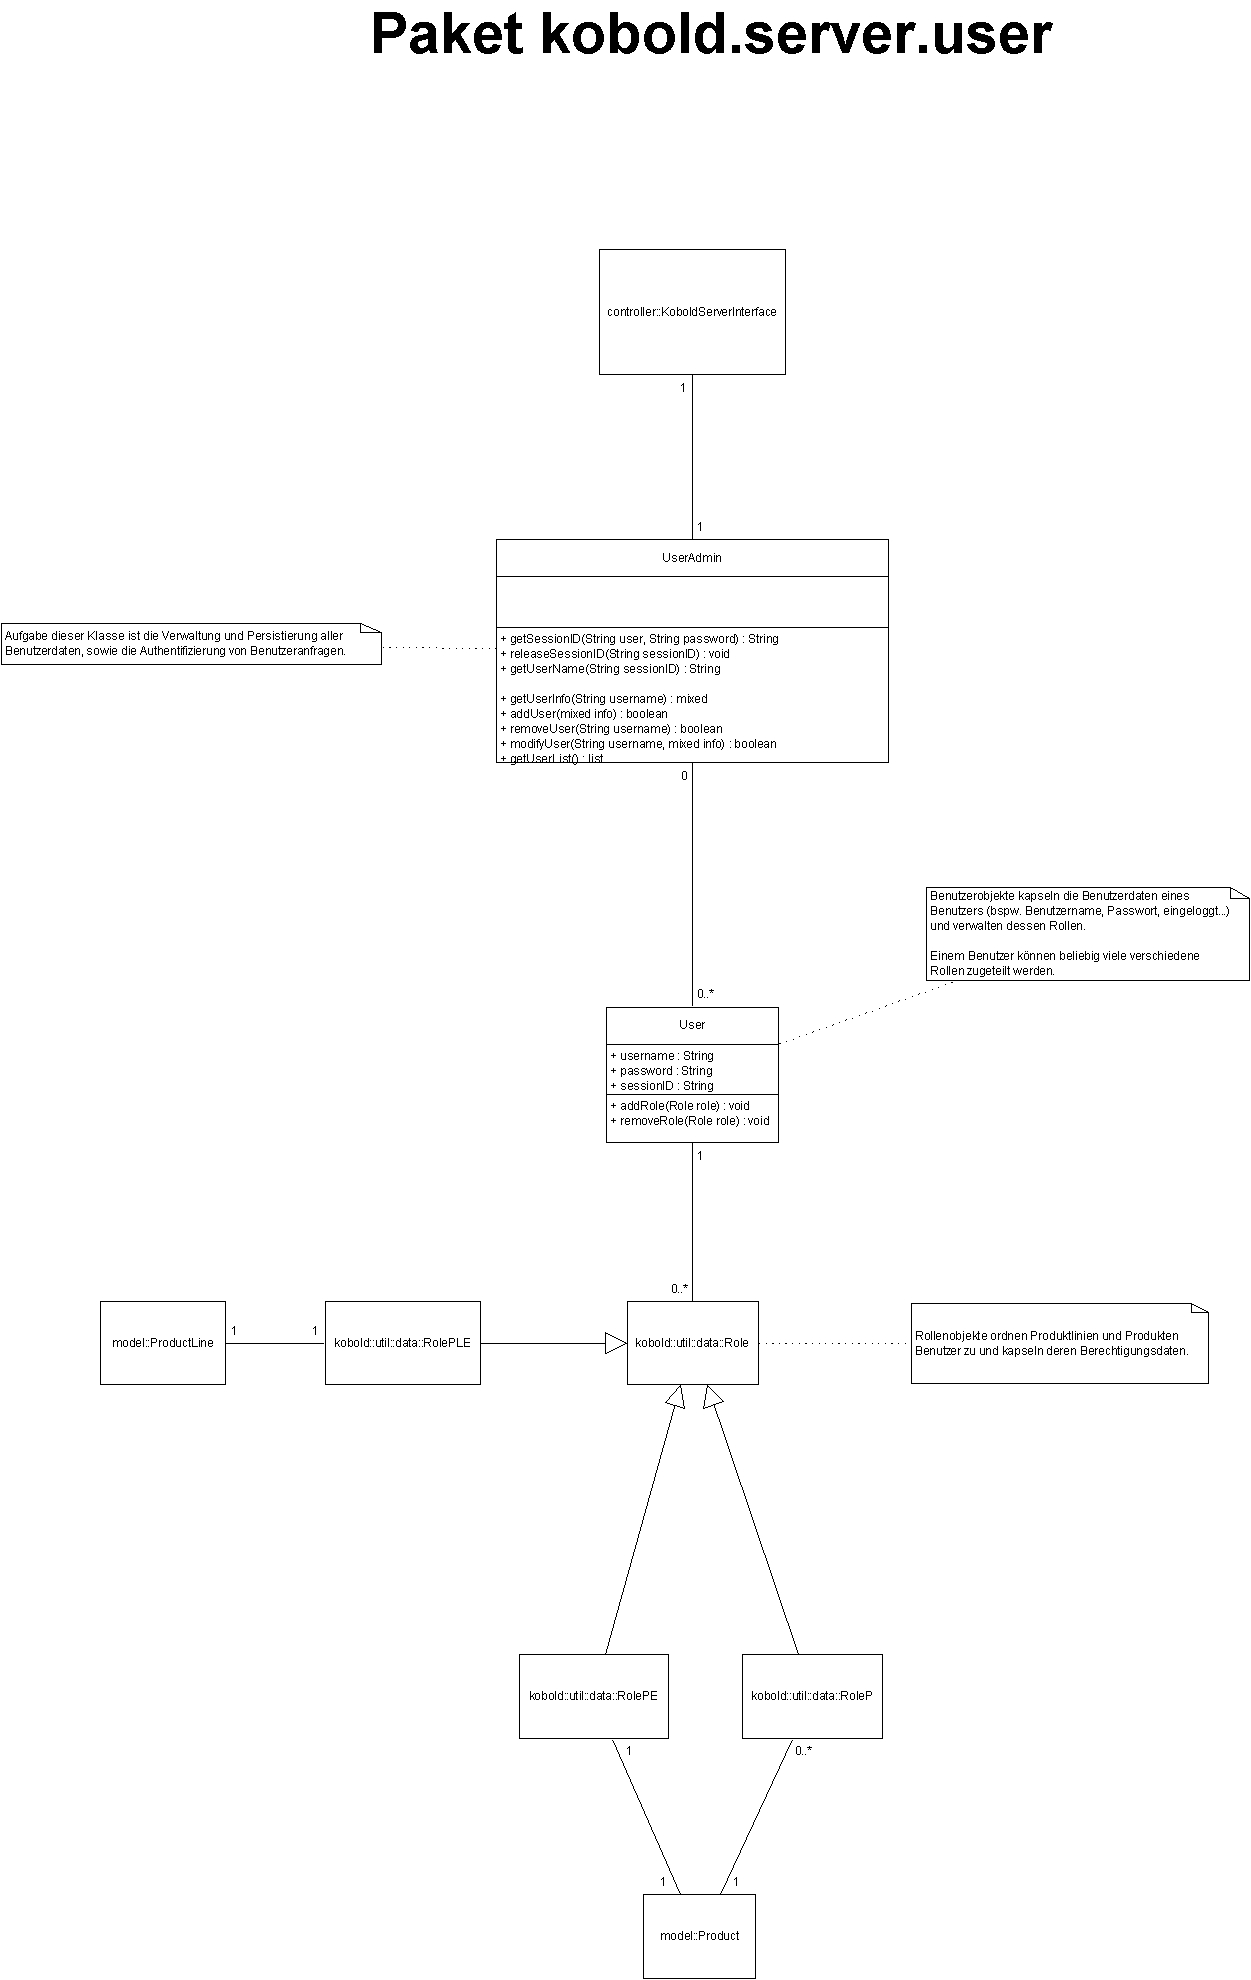 Paket kobold.server.user
controller::KoboldServerInterface
1
1
UserAdmin
Aufgabe dieser Klasse ist die Verwaltung und Persistierung aller
Benutzerdaten, sowie die Authentifizierung von Benutzeranfragen.
+ getSessionID(String user, String password) : String
+ releaseSessionID(String sessionID) : void
+ getUserName(String sessionID) : String
+ getUserInfo(String username) : mixed
+ addUser(mixed info) : boolean
+ removeUser(String username) : boolean
+ modifyUser(String username, mixed info) : boolean
+ getUserList() : list
0
Benutzerobjekte kapseln die Benutzerdaten eines
Benutzers (bspw. Benutzername, Passwort, eingeloggt...)
und verwalten dessen Rollen.
Einem Benutzer können beliebig viele verschiedene
Rollen zugeteilt werden.
0..*
User
+ username : String
+ password : String
+ sessionID : String
+ addRole(Role role) : void
+ removeRole(Role role) : void
1
0..*
model::ProductLine
1
1
kobold::util::data::RolePLE
kobold::util::data::Role
Rollenobjekte ordnen Produktlinien und Produkten
Benutzer zu und kapseln deren Berechtigungsdaten.
kobold::util::data::RolePE
kobold::util::data::RoleP
1
0..*
1
1
model::Product